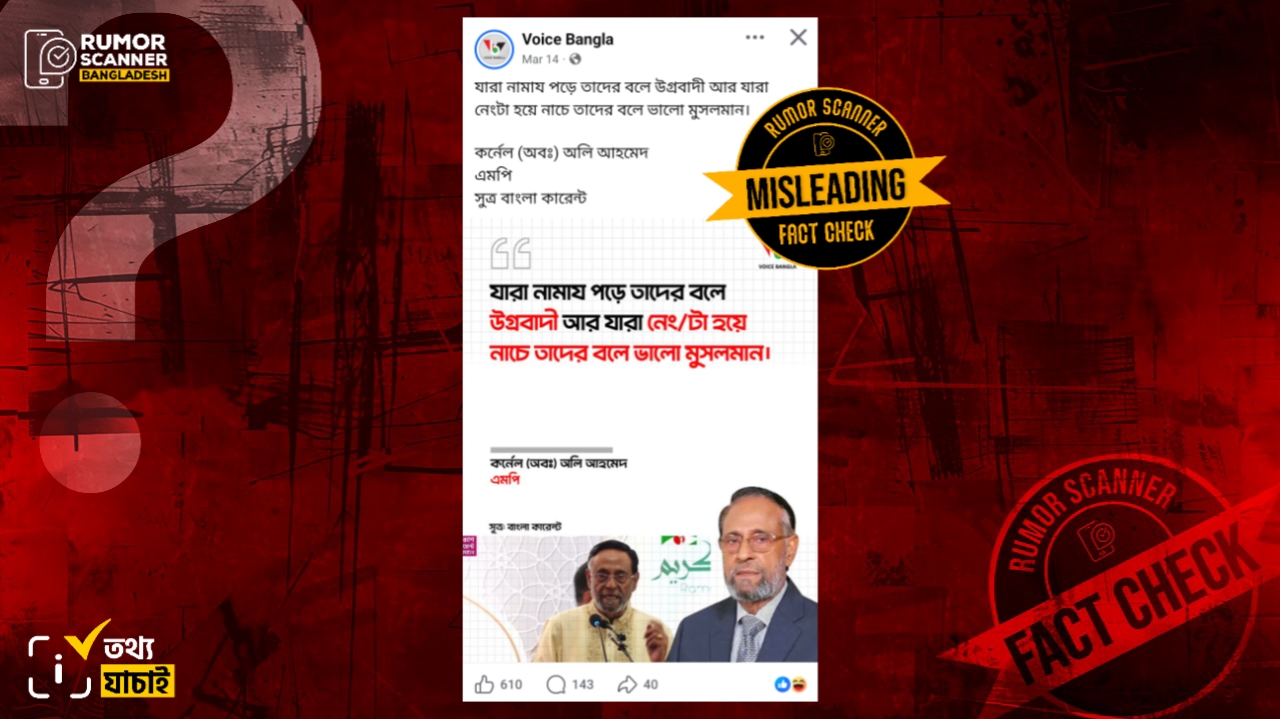 RUMOR
SCANNER
BANGLADESH
Voice Bangla
Mar 14
যারা নামায পড়ে তাদের বলে উগ্রবাদী আর যারা
নেংটা হয়ে নাচে তাদের বলে ভালো মুসলমান।
কর্নেল (অবঃ) অলি আহমেদ
এমপি
সুত্র বাংলা কারেন্ট
RUMOR SCANNER
MISLEADING
FACT CHECK
VOICE BANGLA
যারা নামায পড়ে তাদের বলে
উগ্রবাদী আর যারা নেং/টা হয়ে
নাচে তাদের বলে ভালো মুসলমান।
কর্নেল (অবঃ) অলি আহমেদ
এমপি
সুত্র: বাংলা কারেন্ট
كريم
610
143
40
RUMOR SCANNER
FACT CHECK
তথ্য
যাচাই